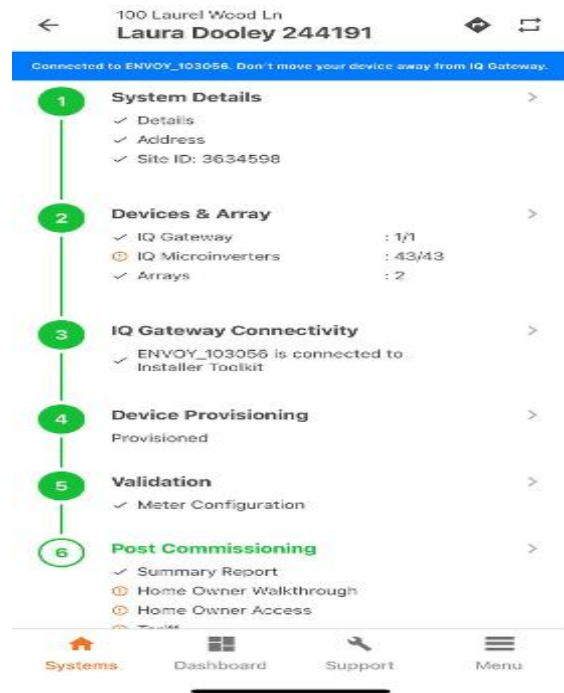 100 Laurel Wood Ln
Laura Dooley 244191
Connected to ENVOY_103056. Don't move your device away from IQ Gateway.
1 System Details
Details
Address
Site ID: 3634598
2 Devices & Array
IQ Gateway : 1/1
IQ Microinverters : 43/43
Arrays : 2
3 IQ Gateway Connectivity
ENVOY_103056 is connected to
Installer Toolkit
4 Device Provisioning
Provisioned
5 Validation
Meter Configuration
6 Post Commissioning
Summary Report
Home Owner Walkthrough
Home Owner Access
Tariff
Systems Dashboard Support Menu